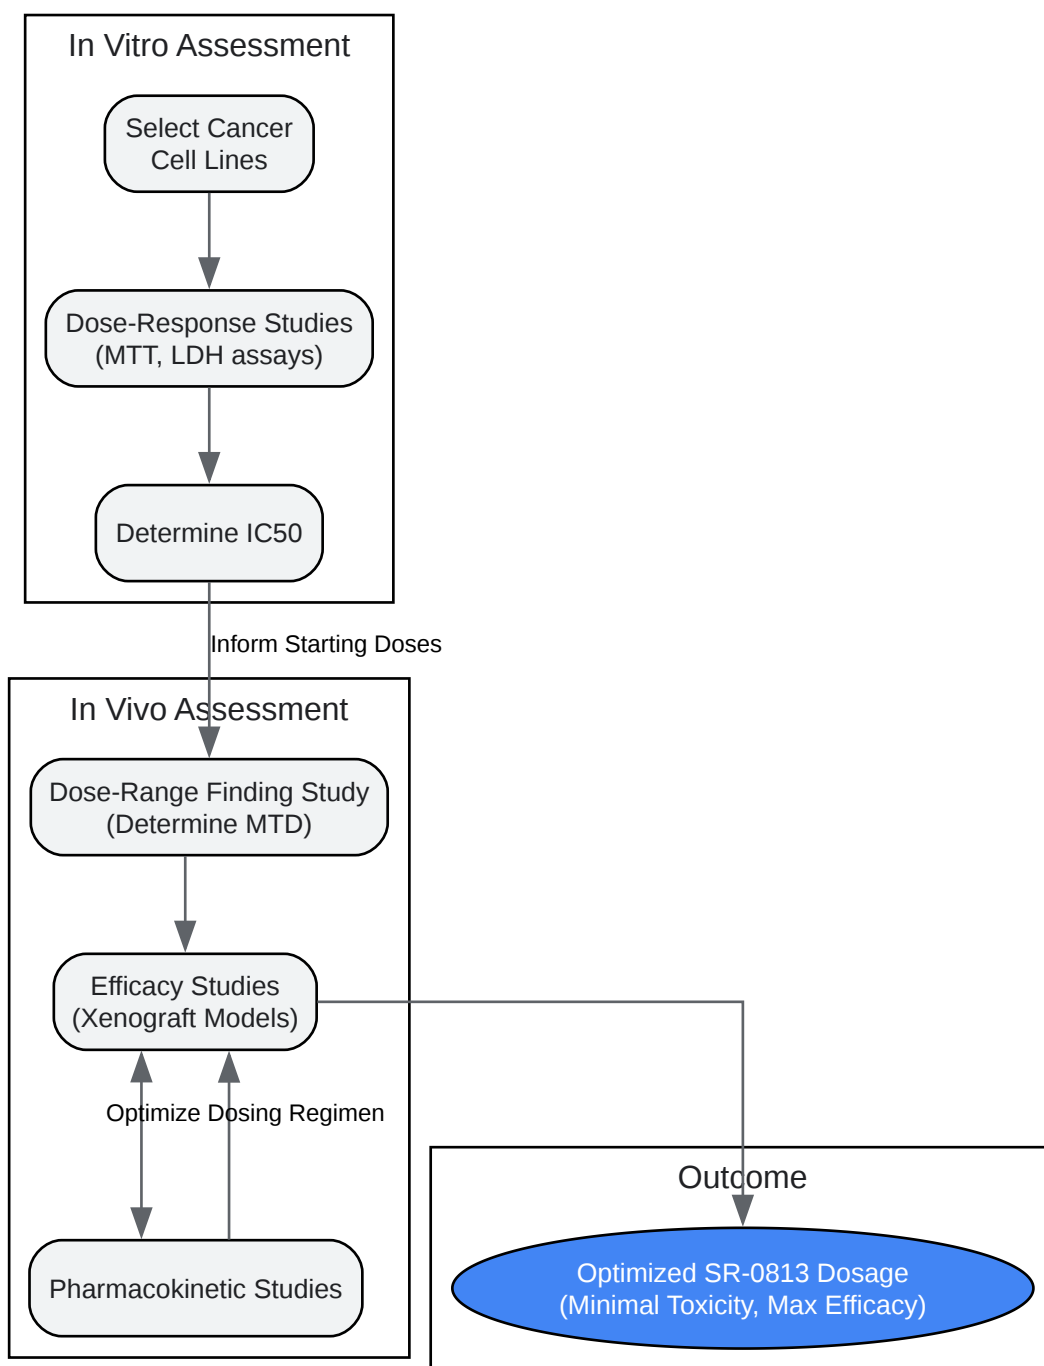 In Vitro Assessment
Select Cancer
Cell Lines
Dose-Response Studies
(MTT, LDH assays)
Determine IC50
Inform Starting Doses
In Vivo Assessment
Dose-Range Finding Study
(Determine MTD)
Efficacy Studies
(Xenograft Models)
Optimize Dosing Regimen
Pharmacokinetic Studies
Outcome
Optimized SR-0813 Dosage
(Minimal Toxicity, Max Efficacy)